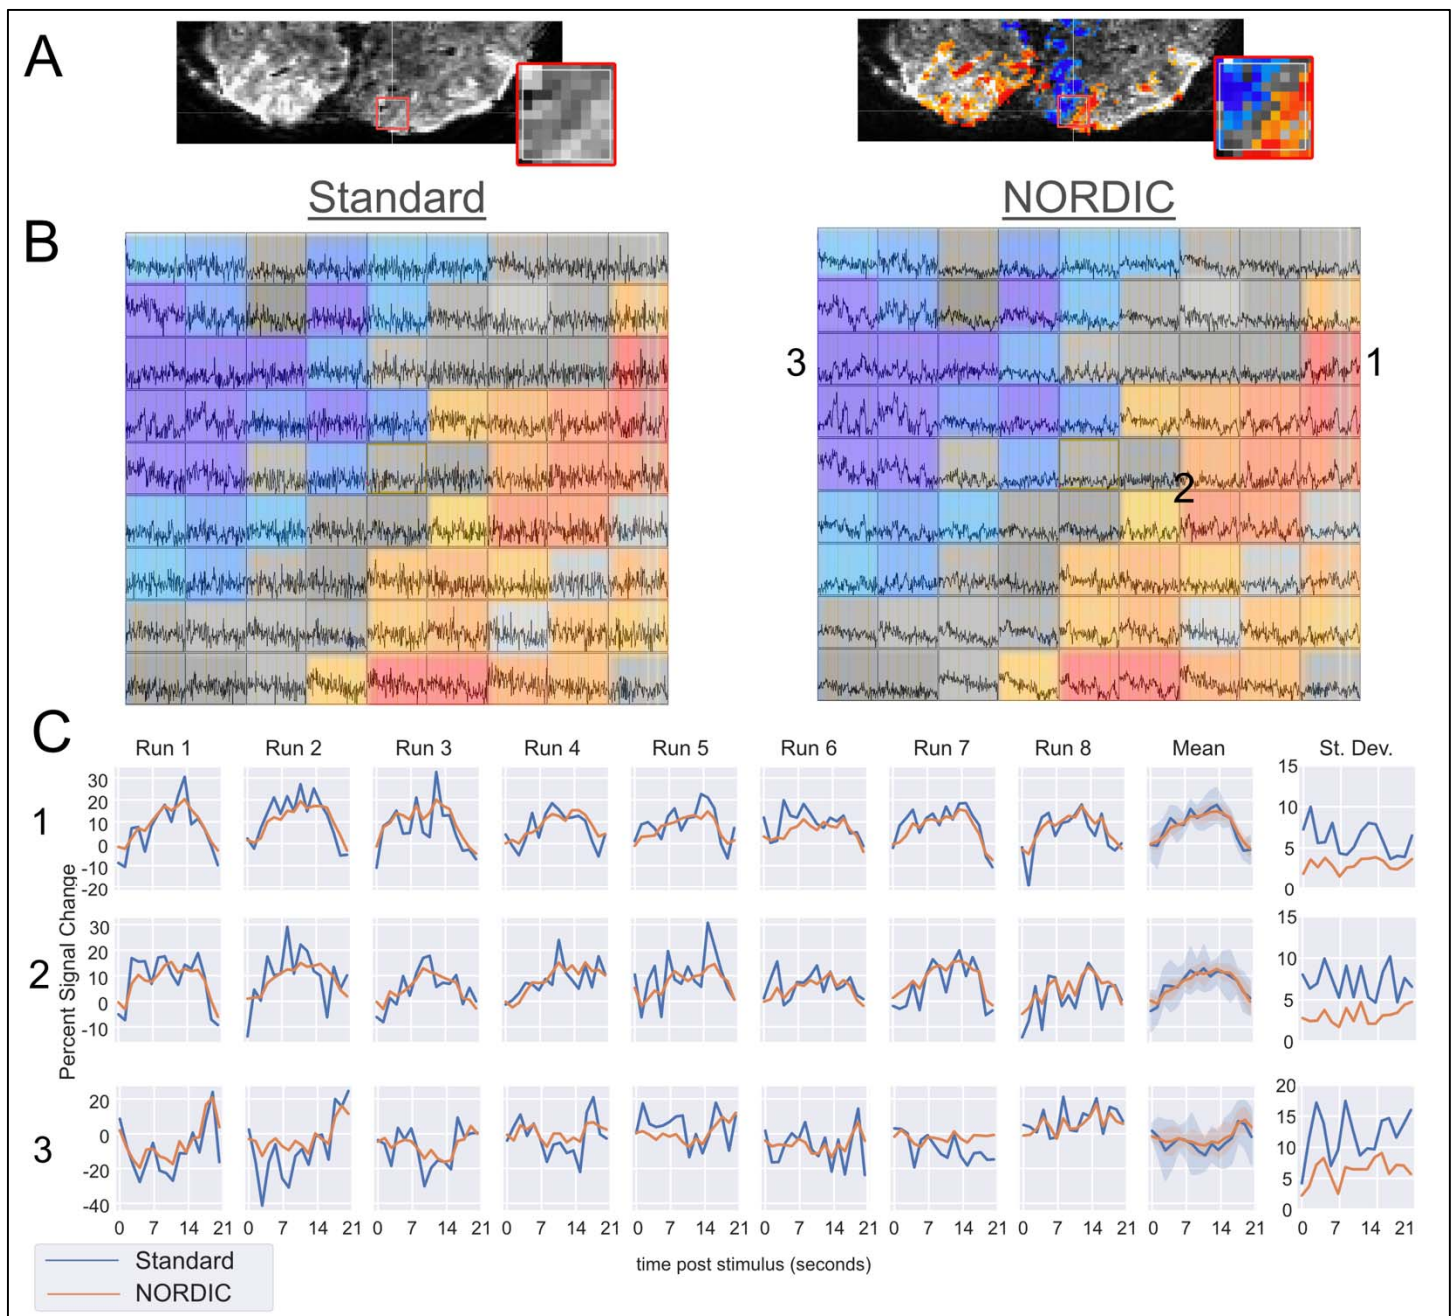 A
Standard
NORDIC
B
3
1
2
C
Run 1
Run 2
Run 3
Run 4
Run 5
Run 6
Run 7
Run 8
Mean
St. Dev.
1
30
20
10
0
-10
-20
15
10
5
0
Percent Signal Change
2
30
20
10
0
-10
15
10
5
0
3
20
0
-20
-40
20
15
10
5
0
0 7 14 21
0 7 14 21
0 7 14 21
0 7 14 21
0 7 14 21
0 7 14 21
0 7 14 21
0 7 14 21
0 7 14 21
0 7 14 21
Standard
NORDIC
time post stimulus (seconds)